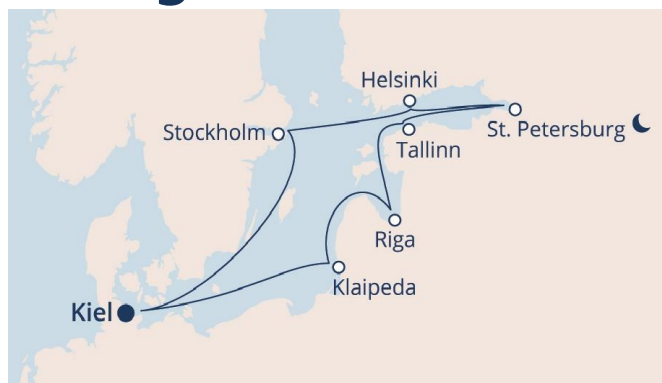 Helsinki
Stockholm
St. Petersburg
Tallinn
Riga
Klaipeda
Kiel